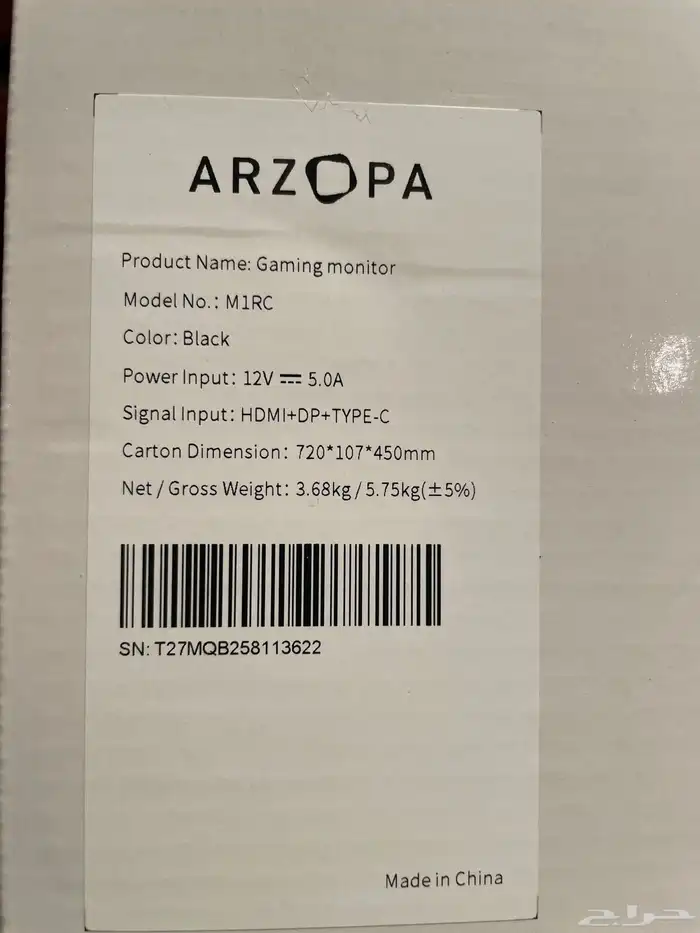 ARZOPA
Product Name: Gaming monitor
Model No.: M1RC
Color: Black
Power Input: 12V ⎓ 5.0A
Signal Input: HDMI+DP+TYPE-C
Carton Dimension: 720*107*450mm
Net / Gross Weight: 3.68kg / 5.75kg(±5%)
SN: T27MQB258113622
Made in China
حراج